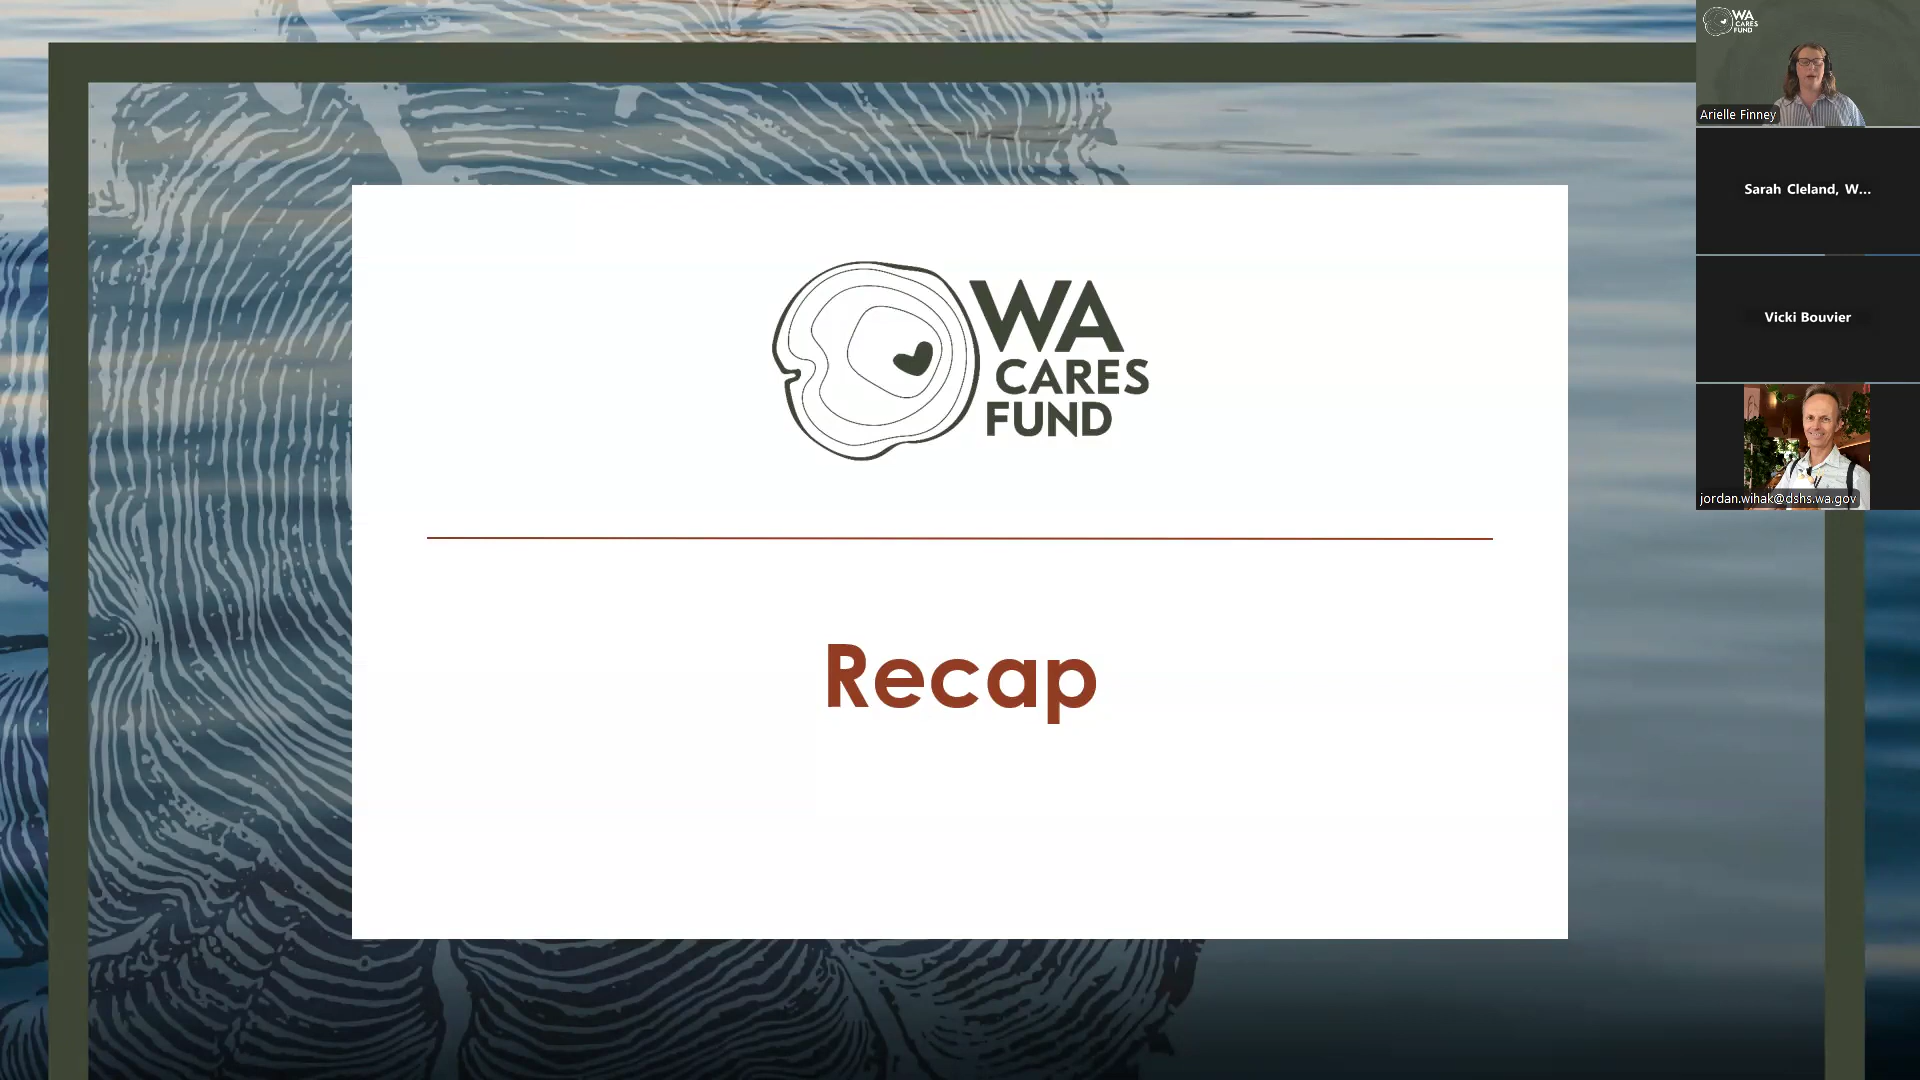 WA
CARES
FUND
Recap
WA
CARES
FUND
Arielle Finney
Sarah Cleland, W...
Vicki Bouvier
jordan.wihak@dshs.wa.gov